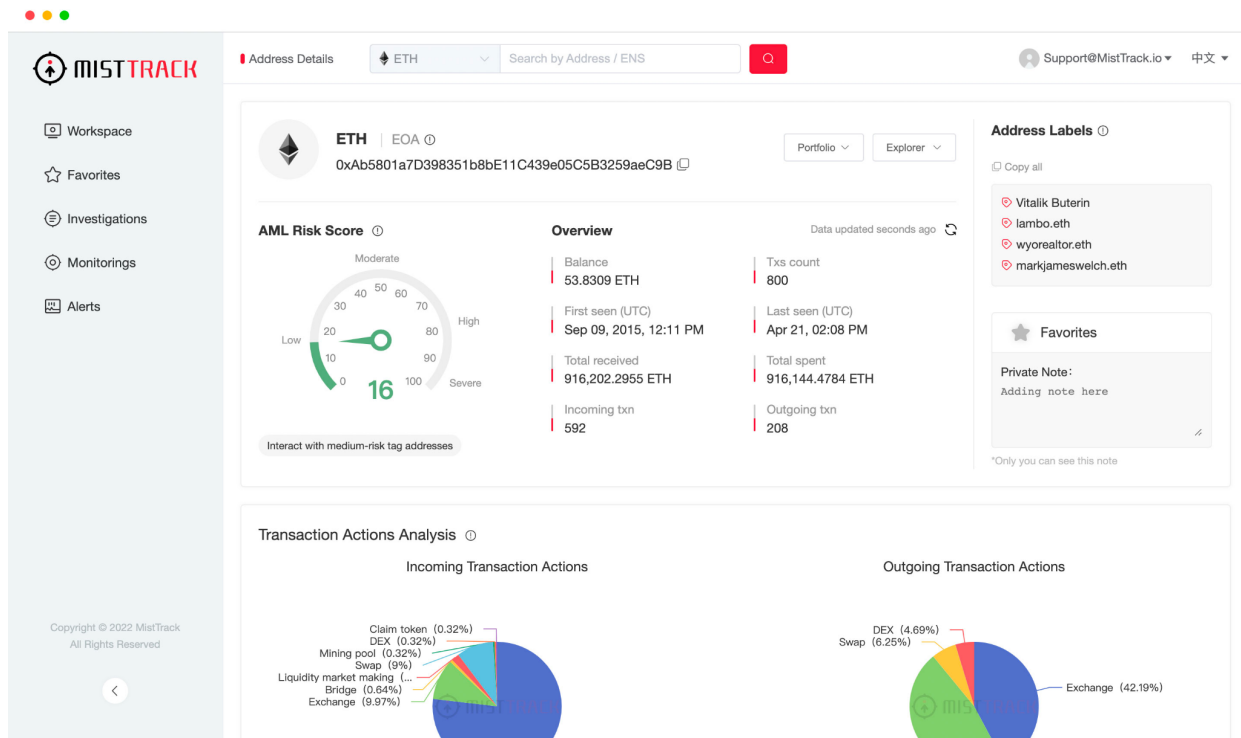 MISTTRACK
Address Details
ETH
Search by Address / ENS
Support@MistTrack.io
中文
Workspace
Favorites
Investigations
Monitorings
Alerts
Copyright © 2022 MistTrack
All Rights Reserved
ETH | EOA
0xAb5801a7D398351b8bE11C439e05C5B3259aeC9B
Portfolio
Explorer
AML Risk Score
Moderate
0 10 20 30 40 50 60 70 80 90 100
Low
High
Severe
16
Interact with medium-risk tag addresses
Overview
Data updated seconds ago
Balance
53.8309 ETH
Txs count
800
First seen (UTC)
Sep 09, 2015, 12:11 PM
Last seen (UTC)
Apr 21, 02:08 PM
Total received
916,202.2955 ETH
Total spent
916,144.4784 ETH
Incoming txn
592
Outgoing txn
208
Address Labels
Copy all
Vitalik Buterin
lambo.eth
wyorealtor.eth
markjameswelch.eth
Favorites
Private Note:
Adding note here
*Only you can see this note
Transaction Actions Analysis
Incoming Transaction Actions
Claim token (0.32%)
DEX (0.32%)
Mining pool (0.32%)
Swap (9%)
Liquidity market making (...
Bridge (0.64%)
Exchange (9.97%)
MISTTRACK
Outgoing Transaction Actions
DEX (4.69%)
Swap (6.25%)
Exchange (42.19%)
MISTTRACK